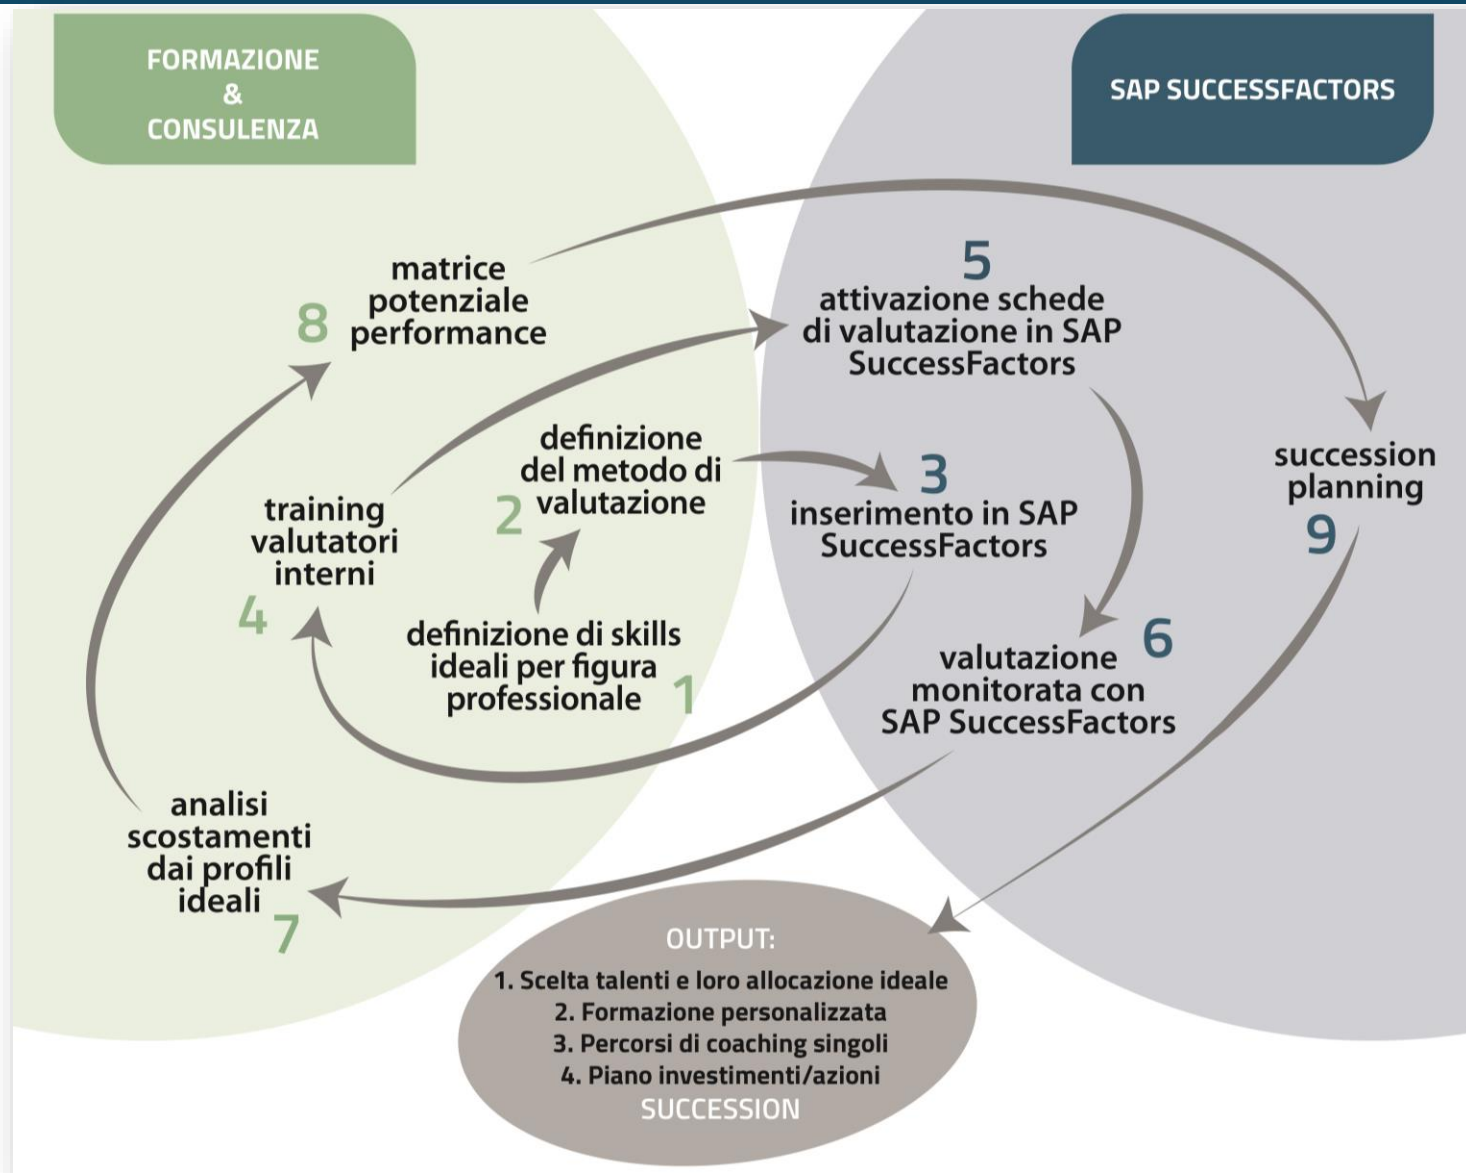 FORMAZIONE
&
CONSULENZA
SAP SUCCESSFACTORS
8
matrice
potenziale
performance
5
attivazione schede
di valutazione in SAP
SuccessFactors
2
definizione
del metodo di
valutazione
3
inserimento in SAP
SuccessFactors
succession
planning
9
training
valutatori
interni
4
definizione di skills
ideali per figura
professionale
1
6
valutazione
monitorata con
SAP SuccessFactors
analisi
scostamenti
dai profili
ideali
7
OUTPUT:
1. Scelta talenti e loro allocazione ideale
2. Formazione personalizzata
3. Percorsi di coaching singoli
4. Piano investimenti/azioni
SUCCESSION